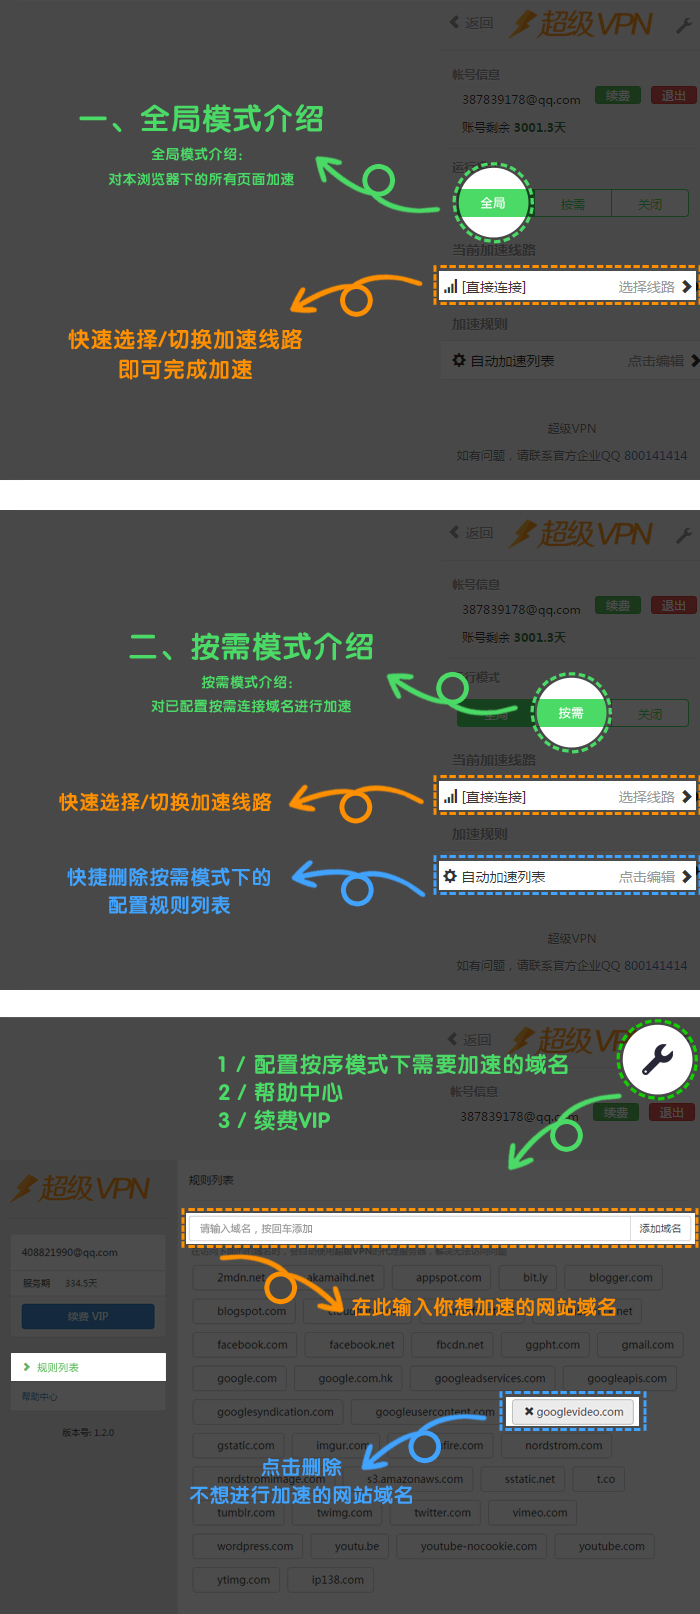 返回
超级VPN
帐号信息
387839178@qq.com 续费 退出
账号剩余 3001.3天
一、全局模式介绍
全局模式介绍：
对本浏览器下的所有页面加速
全局 按需 关闭
当前加速线路
[直接连接] 选择线路
快速选择/切换加速线路
即可完成加速
加速规则
自动加速列表 点击编辑
超级VPN
如有问题，请联系官方企业QQ 800141414
返回
超级VPN
帐号信息
387839178@qq.com 续费 退出
账号剩余 3001.3天
二、按需模式介绍
按需模式介绍：
对已配置按需连接域名进行加速
行模式
全局 按需 关闭
当前加速线路
[直接连接] 选择线路
快速选择/切换加速线路
加速规则
自动加速列表 点击编辑
快捷删除按需模式下的
配置规则列表
超级VPN
如有问题，请联系官方企业QQ 800141414
返回
超级VP
1 / 配置按序模式下需要加速的域名
2 / 帮助中心
3 / 续费VIP
帐号信息
387839178@qq.com 续费 退出
超级VPN
408821990@qq.com
服务期 334.5天
续费 VIP
规则列表
帮助中心
版本号: 1.2.0
规则列表
请输入域名，按回车添加 添加域名
2mdn.net akamaihd.net appspot.com bit.ly blogger.com
blogspot.com
在此输入你想加速的网站域名
facebook.com facebook.net fbcdn.net ggpht.com gmail.com
google.com google.com.hk googleadservices.com googleapis.com
googlesyndication.com googleusercontent.com googlevideo.com
gstatic.com imgur.com nfire.com nordstrom.com
点击删除
不想进行加速的网站域名
nordstromimage.com s3.amazonaws.com sstatic.net t.co
tumblr.com twimg.com twitter.com vimeo.com
wordpress.com youtu.be youtube-nocookie.com youtube.com
ytimg.com ip138.com